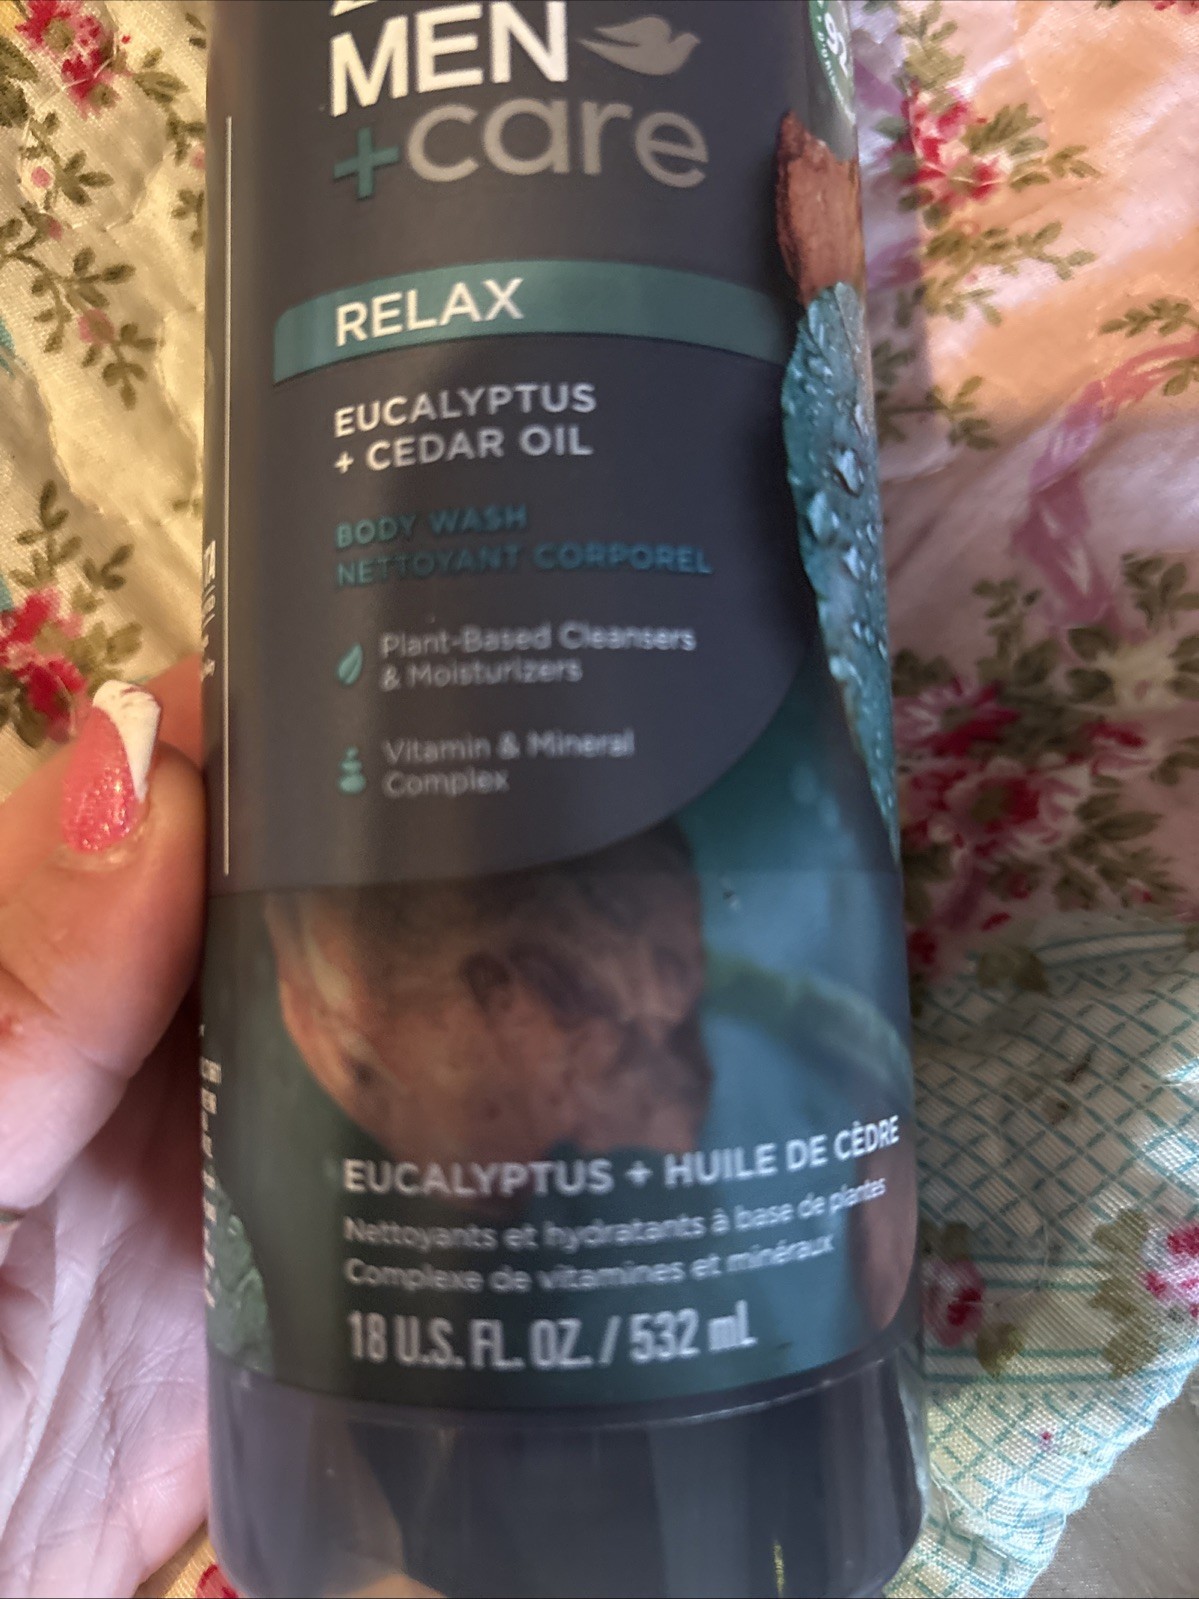 MEN
+care
RELAX
EUCALYPTUS
+ CEDAR OIL
BODY WASH
NETTOYANT CORPOREL
Plant-Based Cleansers
& Moisturizers
Vitamin & Mineral
Complex
EUCALYPTUS + HUILE DE CÈDRE
Nettoyants et hydratants à base de plantes
Complexe de vitamines et minéraux
18 U.S. FL. OZ. / 532 mL